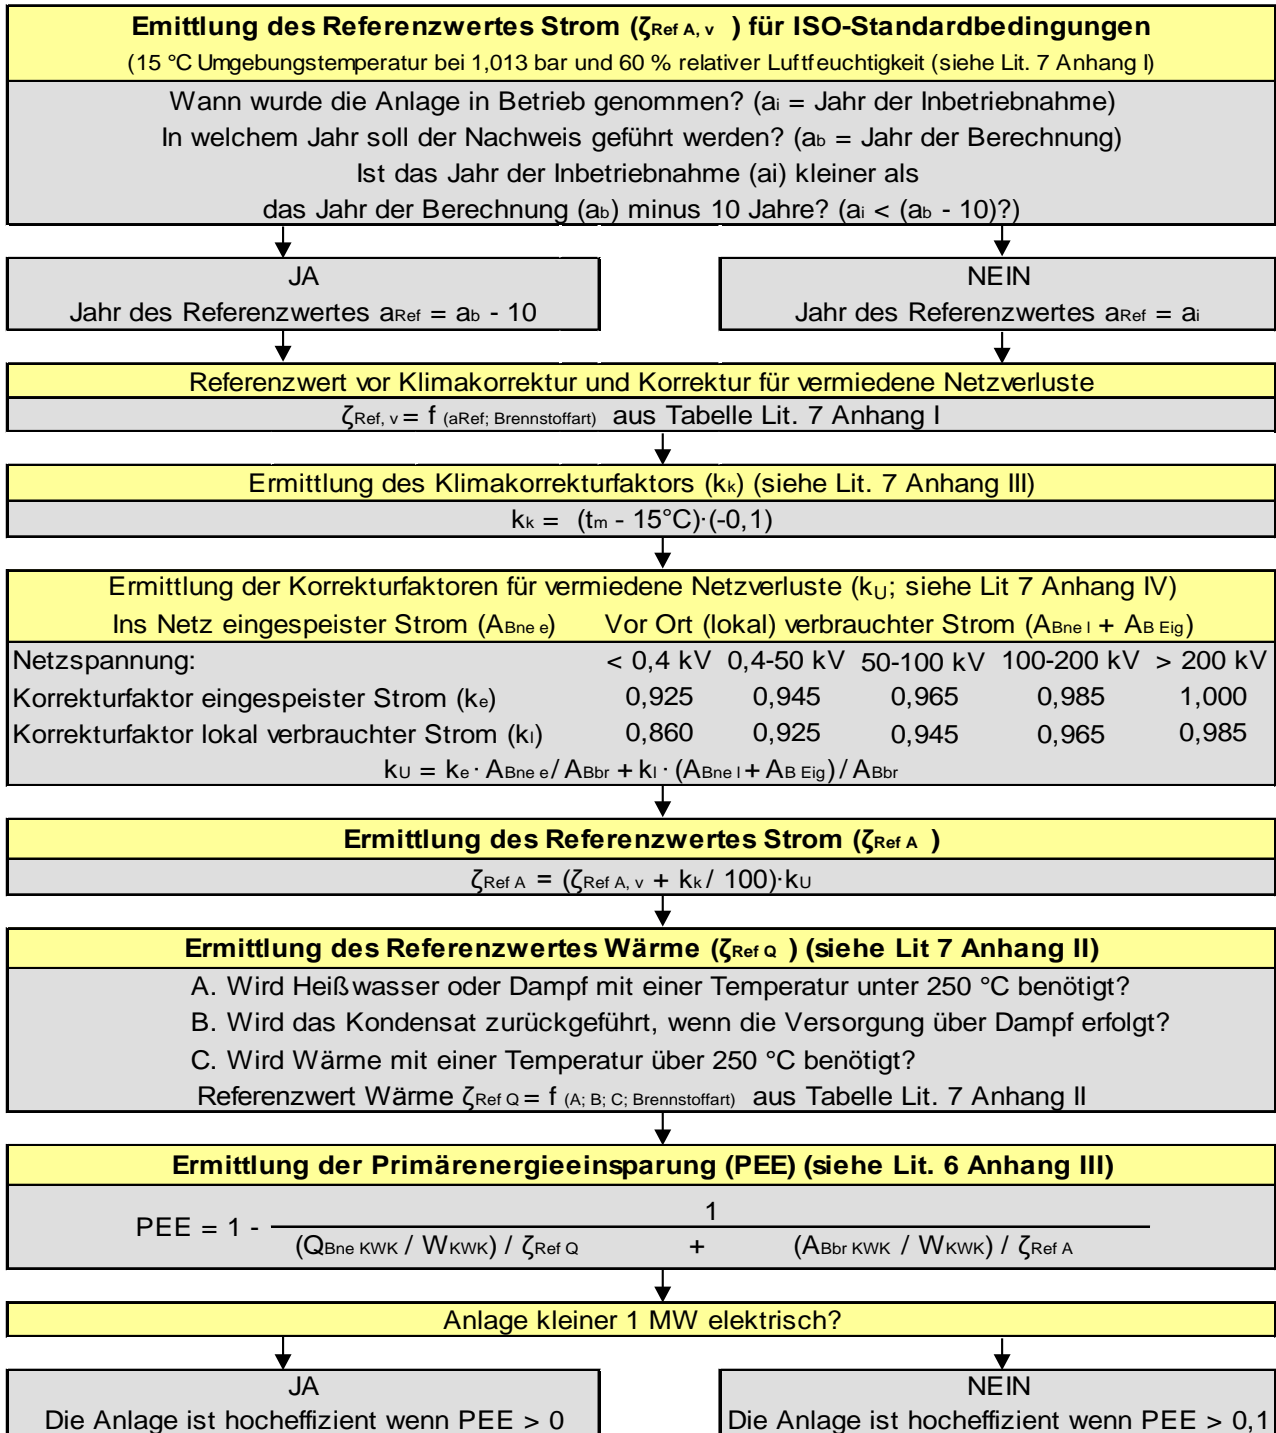 Emittlung des Referenzwertes Strom (ζRef A, v ) für ISO-Standardbedingungen
(15 °C Umgebungstemperatur bei 1,013 bar und 60 % relativer Luftfeuchtigkeit (siehe Lit. 7 Anhang I)
Wann wurde die Anlage in Betrieb genommen? (ai = Jahr der Inbetriebnahme)
In welchem Jahr soll der Nachweis geführt werden? (ab = Jahr der Berechnung)
Ist das Jahr der Inbetriebnahme (ai) kleiner als
das Jahr der Berechnung (ab) minus 10 Jahre? (ai < (ab - 10)?)
JA
Jahr des Referenzwertes aRef = ab - 10
NEIN
Jahr des Referenzwertes aRef = ai
Referenzwert vor Klimakorrektur und Korrektur für vermiedene Netzverluste
ζRef, v = f (aRef; Brennstoffart) aus Tabelle Lit. 7 Anhang I
Ermittlung des Klimakorrekturfaktors (kk) (siehe Lit. 7 Anhang III)
kk = (tm - 15°C)·(-0,1)
Ermittlung der Korrekturfaktoren für vermiedene Netzverluste (kU; siehe Lit 7 Anhang IV)
Ins Netz eingespeister Strom (ABne e) Vor Ort (lokal) verbrauchter Strom (ABne l + AB Eig)
Netzspannung: < 0,4 kV 0,4-50 kV 50-100 kV 100-200 kV > 200 kV
Korrekturfaktor eingespeister Strom (ke) 0,925 0,945 0,965 0,985 1,000
Korrekturfaktor lokal verbrauchter Strom (kl) 0,860 0,925 0,945 0,965 0,985
kU = ke · ABne e / ABbr + kl · (ABne l + AB Eig) / ABbr
Ermittlung des Referenzwertes Strom (ζRef A )
ζRef A = (ζRef A, v + kk / 100)·kU
Ermittlung des Referenzwertes Wärme (ζRef Q ) (siehe Lit 7 Anhang II)
A. Wird Heißwasser oder Dampf mit einer Temperatur unter 250 °C benötigt?
B. Wird das Kondensat zurückgeführt, wenn die Versorgung über Dampf erfolgt?
C. Wird Wärme mit einer Temperatur über 250 °C benötigt?
Referenzwert Wärme ζRef Q = f (A; B; C; Brennstoffart) aus Tabelle Lit. 7 Anhang II
Ermittlung der Primärenergieeinsparung (PEE) (siehe Lit. 6 Anhang III)
1
PEE = 1 -
(QBne KWK / WKWK) / ζRef Q + (ABbr KWK / WKWK) / ζRef A
Anlage kleiner 1 MW elektrisch?
JA
Die Anlage ist hocheffizient wenn PEE > 0
NEIN
Die Anlage ist hocheffizient wenn PEE > 0,1